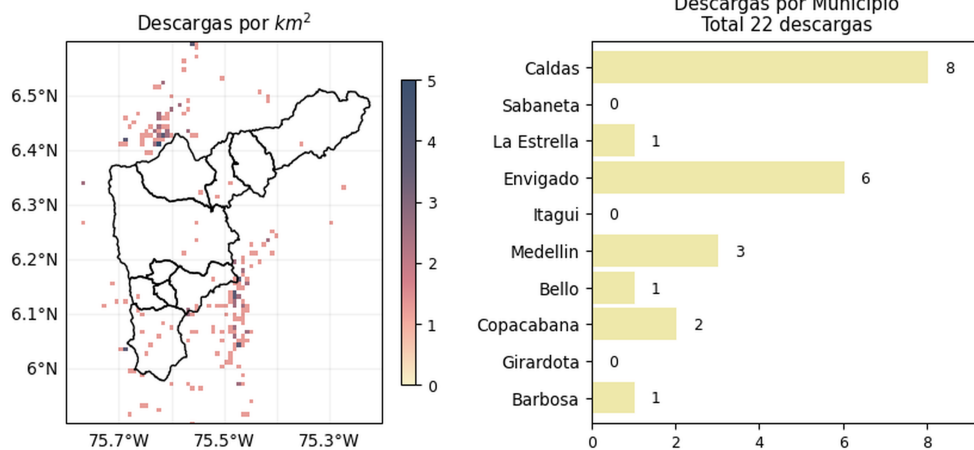 Descargas por km²
6.5°N
6.4°N
6.3°N
6.2°N
6.1°N
6°N
75.7°W
75.5°W
75.3°W
5
4
3
2
1
0
Descargas por Municipio
Total 22 descargas
Caldas 8
Sabaneta 0
La Estrella 1
Envigado 6
Itagui 0
Medellin 3
Bello 1
Copacabana 2
Girardota 0
Barbosa 1
0 2 4 6 8